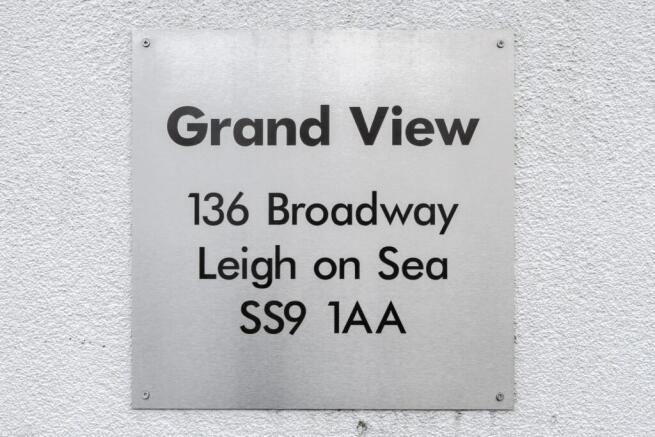 Grand View
136 Broadway
Leigh on Sea
SS9 1AA